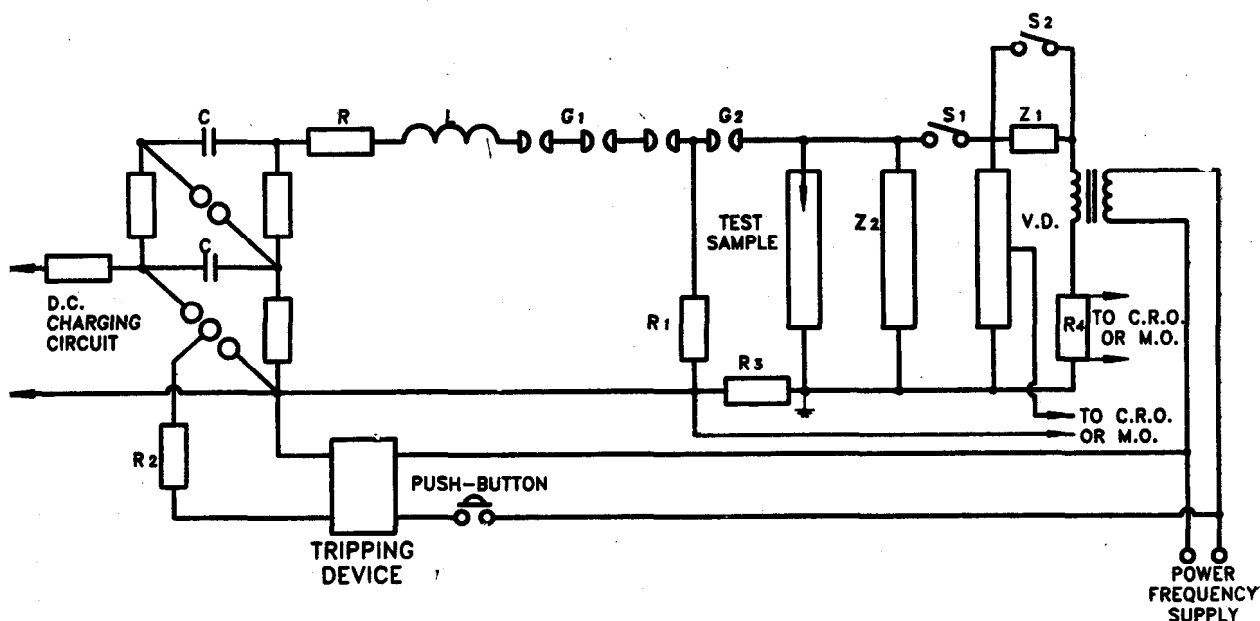 S2
C
R
L
G1
G2
S1
Z1
TEST
SAMPLE
Z2
V.D.
C
D.C.
CHARGING
CIRCUIT
R1
R4
TO C.R.O.
OR M.O.
R3
TO C.R.O.
OR M.O.
R2
PUSH-BUTTON
TRIPPING
DEVICE
POWER
FREQUENCY
SUPPLY